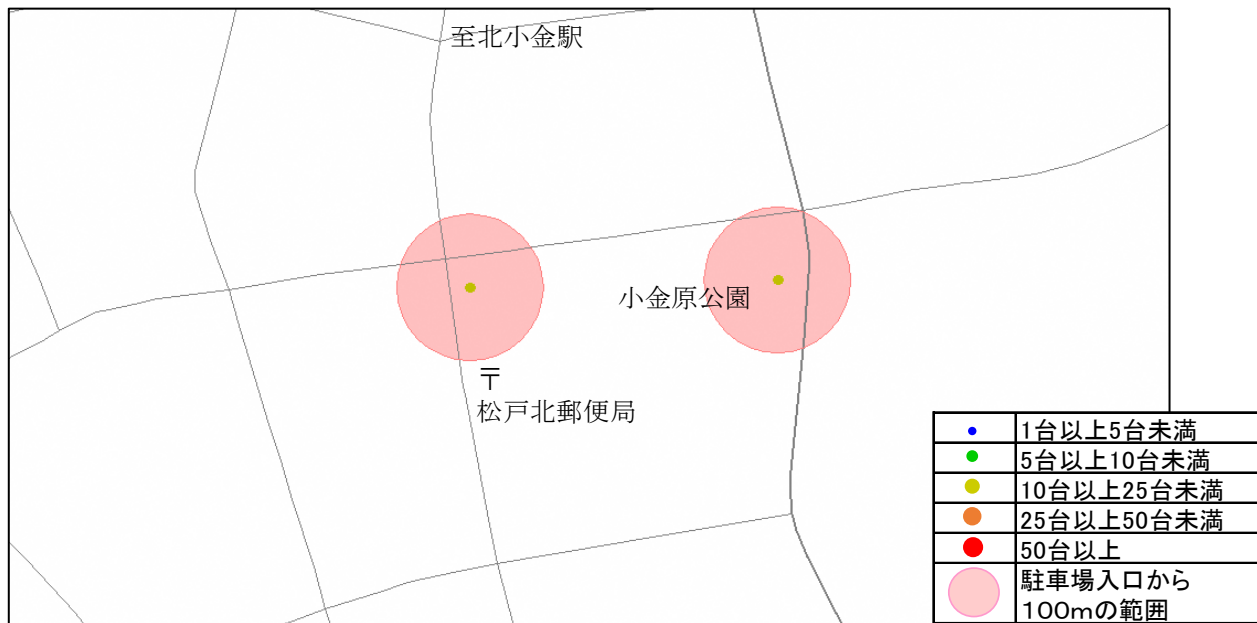 至北小金駅
小金原公園
〒
松戸北郵便局
1台以上5台未満
5台以上10台未満
10台以上25台未満
25台以上50台未満
50台以上
駐車場入口から
100mの範囲